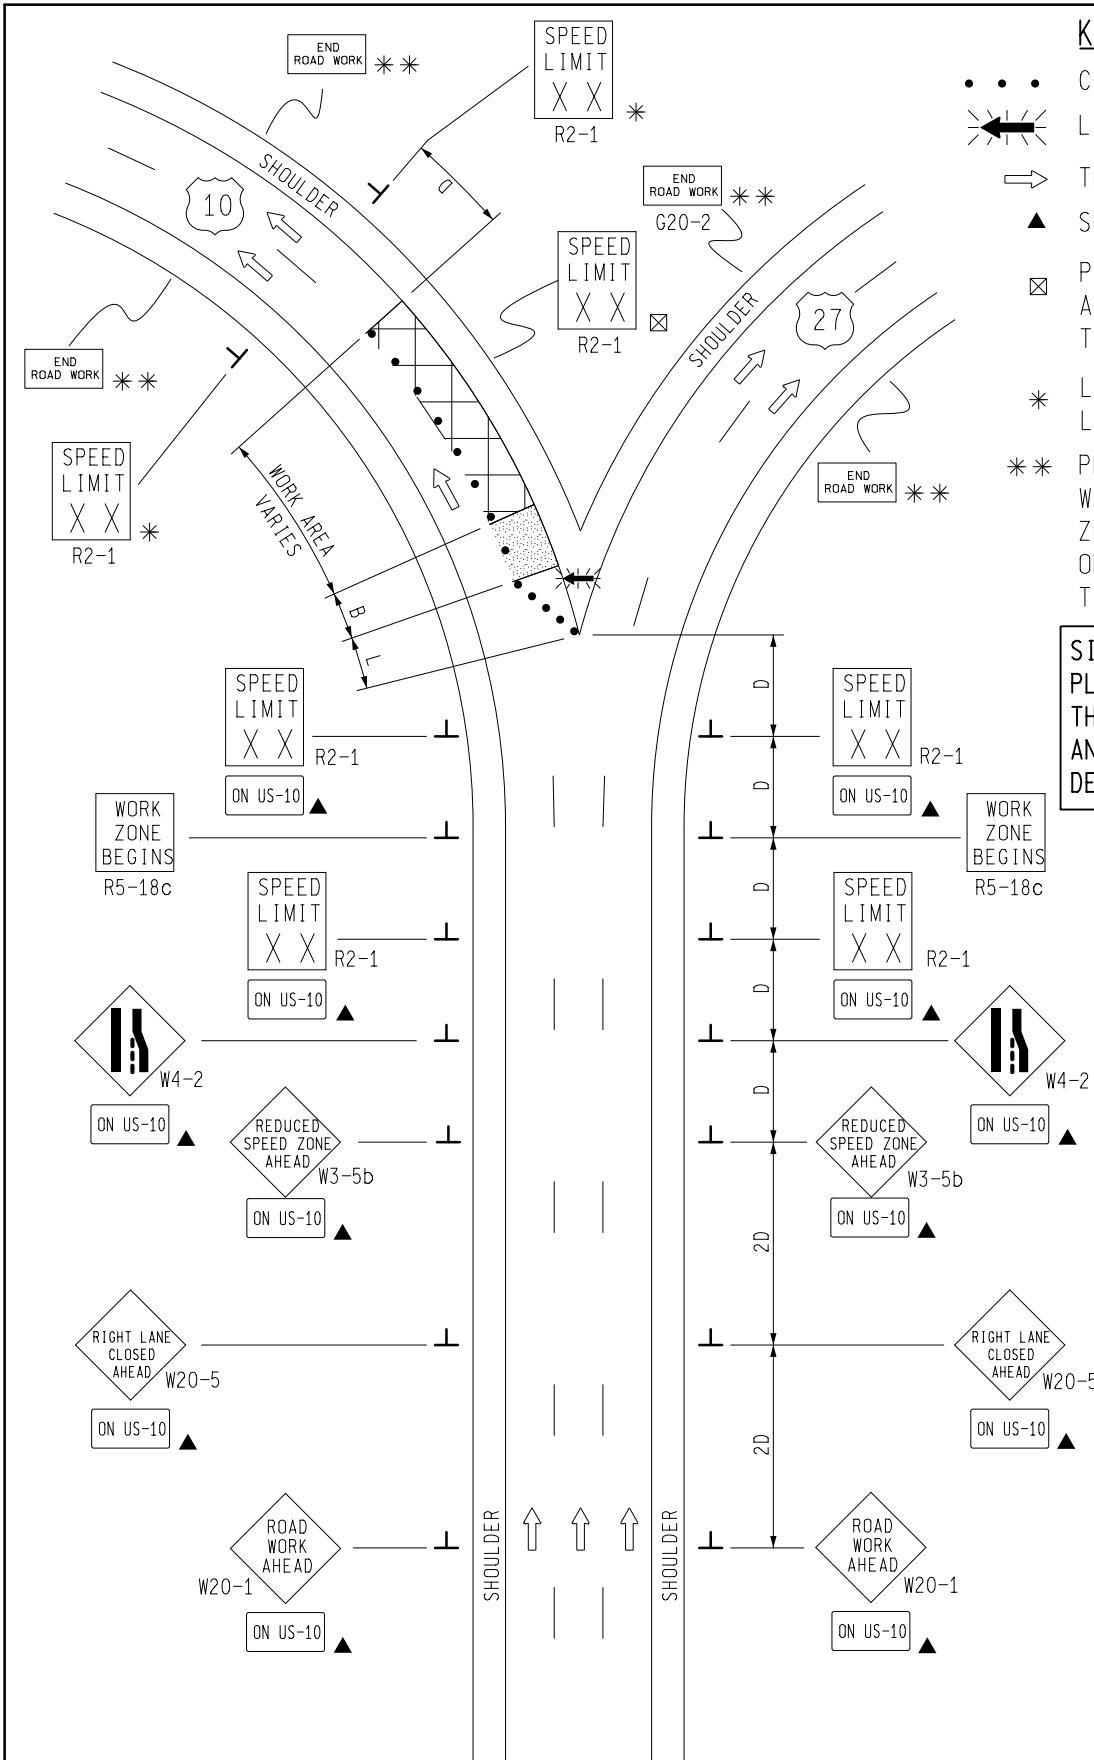 END
ROAD WORK
SPEED
LIMIT
X X
R2-1
SHOULDER
10
D
END
ROAD WORK
G20-2
SPEED
LIMIT
X X
R2-1
SHOULDER
27
END
ROAD WORK
SPEED
LIMIT
X X
R2-1
END
ROAD WORK
WORK AREA
VARIES
B
L
D
SPEED
LIMIT
X X
R2-1
ON US-10
SPEED
LIMIT
X X
R2-1
ON US-10
D
WORK
ZONE
BEGINS
R5-18c
WORK
ZONE
BEGINS
R5-18c
D
SPEED
LIMIT
X X
R2-1
ON US-10
SPEED
LIMIT
X X
R2-1
ON US-10
D
W4-2
ON US-10
W4-2
ON US-10
D
REDUCED
SPEED ZONE
AHEAD
W3-5b
ON US-10
REDUCED
SPEED ZONE
AHEAD
W3-5b
ON US-10
2D
RIGHT LANE
CLOSED
AHEAD
W20-5
ON US-10
RIGHT LANE
CLOSED
AHEAD
W20-5
ON US-10
2D
ROAD
WORK
AHEAD
W20-1
ON US-10
SHOULDER
SHOULDER
ROAD
WORK
AHEAD
W20-1
ON US-10